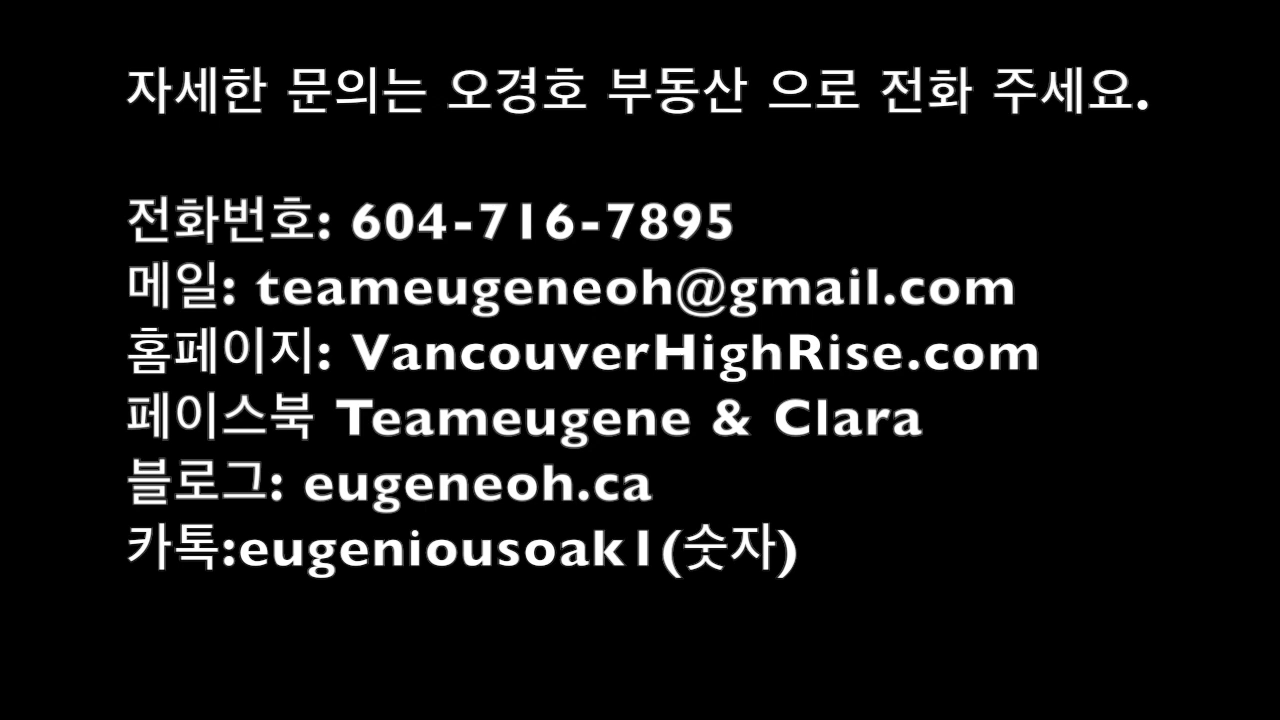 자세한 문의는 오경호 부동산 으로 전화 주세요.
전화번호: 604-716-7895
메일: teameugeneoh@gmail.com
홈페이지: VancouverHighRise.com
페이스북 Teameugene & Clara
블로그: eugeneoh.ca
카톡:eugeniousoak1(숫자)